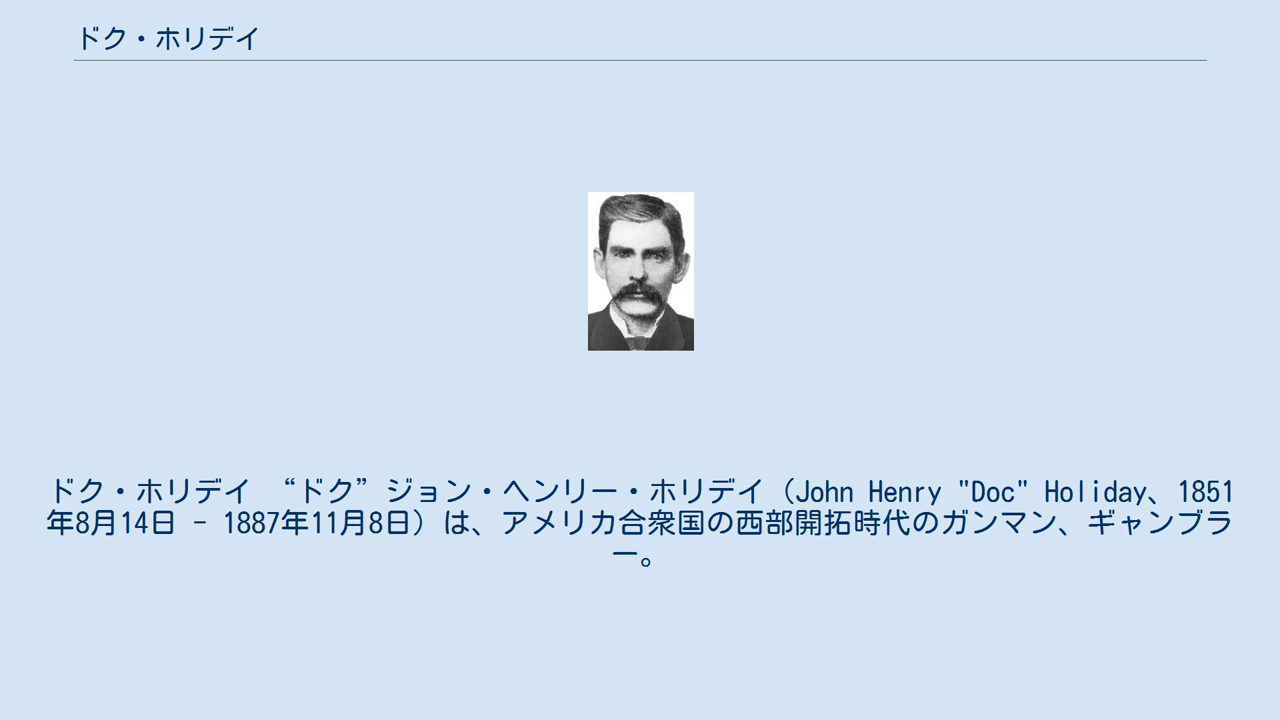 ドク・ホリデイ
ドク・ホリデイ “ドク”ジョン・ヘンリー・ホリデイ（John Henry "Doc" Holiday、1851
年8月14日 - 1887年11月8日）は、アメリカ合衆国の西部開拓時代のガンマン、ギャンブラ
ー。